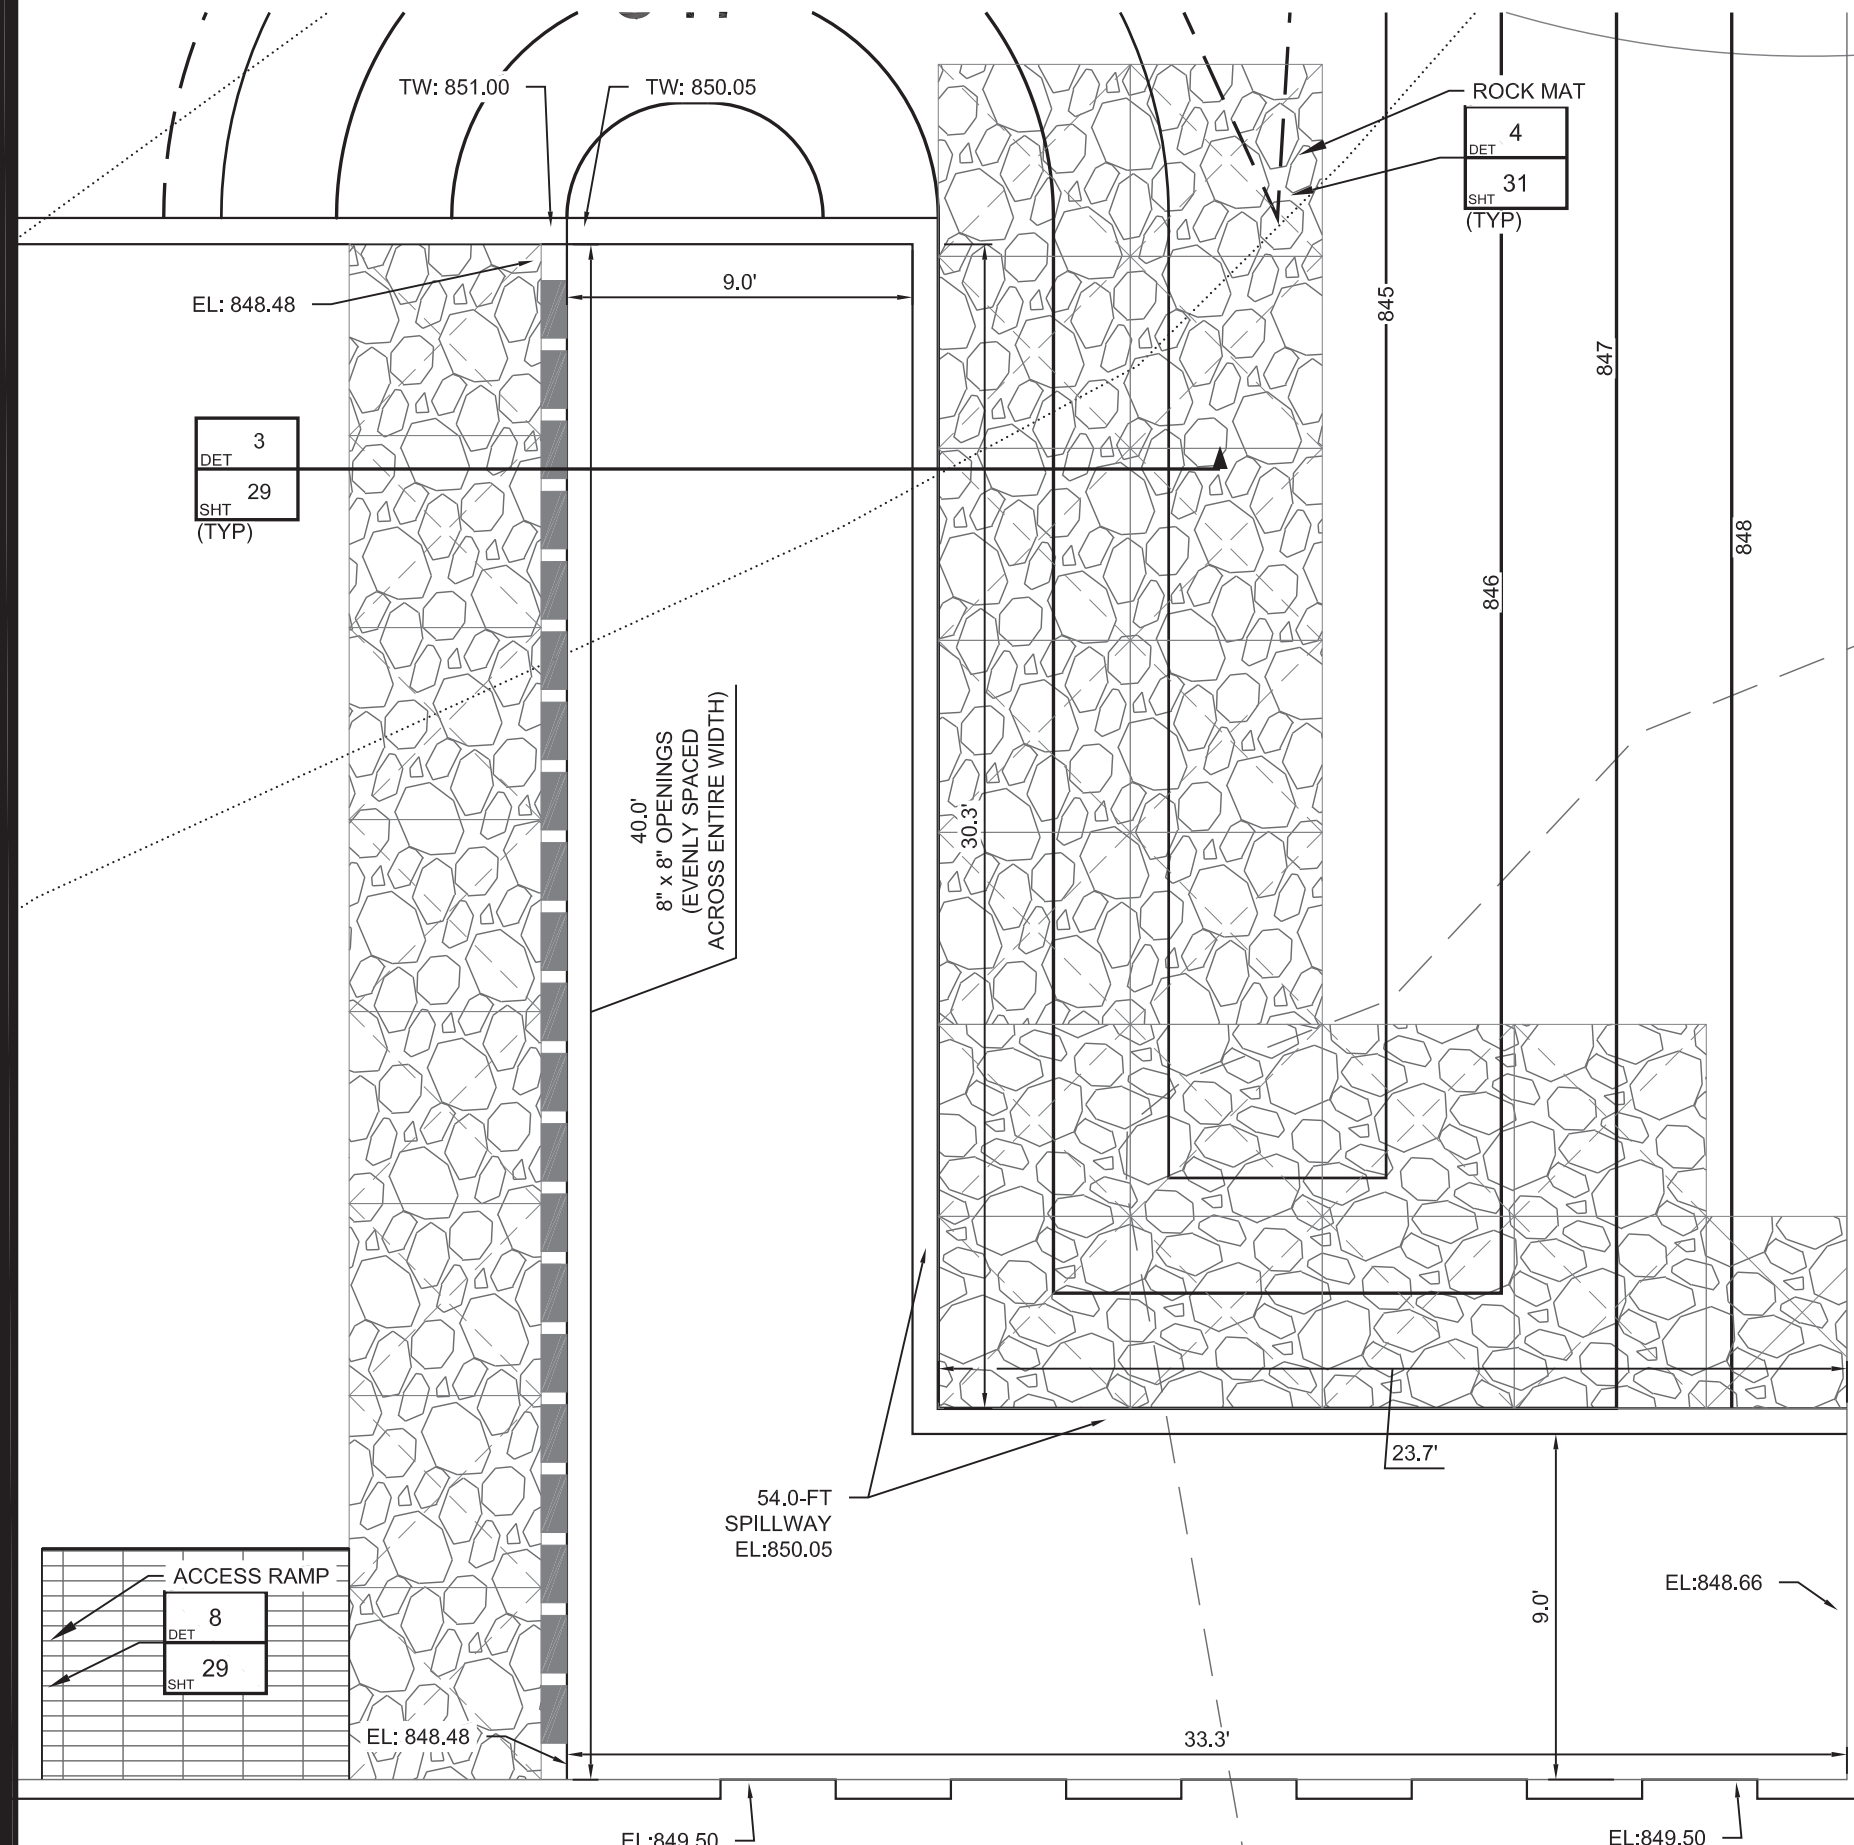 TW: 851.00
TW: 850.05
ROCK MAT
4
DET
31
SHT
(TYP)
EL: 848.48
9.0'
845
847
3
DET
29
SHT
(TYP)
848
846
40.0'
8" x 8" OPENINGS
(EVENLY SPACED
ACROSS ENTIRE WIDTH)
30.3'
23.7'
54.0-FT
SPILLWAY
EL:850.05
ACCESS RAMP
8
DET
29
SHT
EL:848.66
9.0'
EL: 848.48
33.3'
EL:849.50
EL:849.50